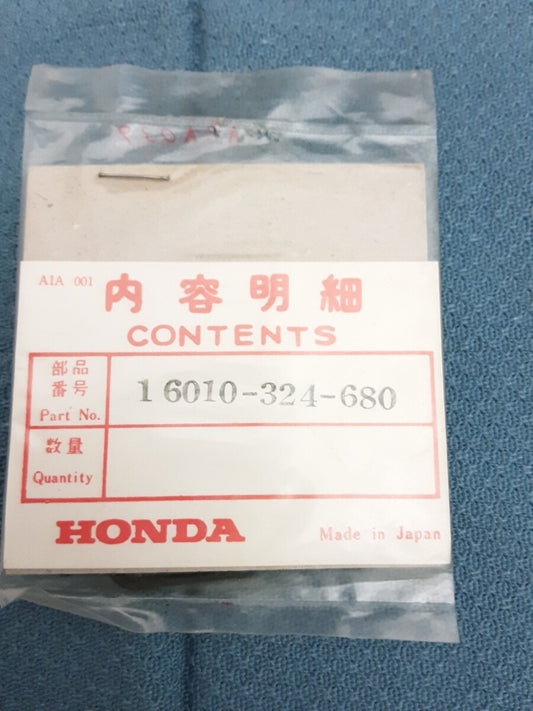 AIA 001
内容明細
CONTENTS
部品
番号
Part No.
16010-324-680
数量
Quantity
HONDA
Made in Japan